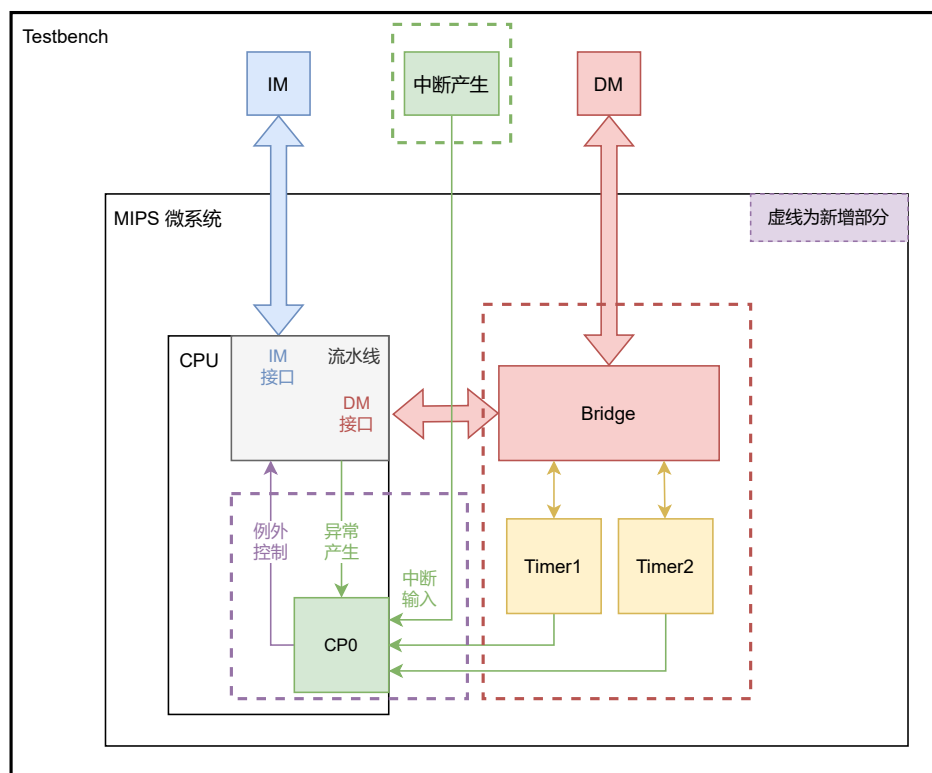 Testbench
IM
中断产生
DM
MIPS 微系统
虚线为新增部分
CPU
IM
接口
流水线
DM
接口
Bridge
例外
控制
异常
产生
中断
输入
Timer1
Timer2
CP0